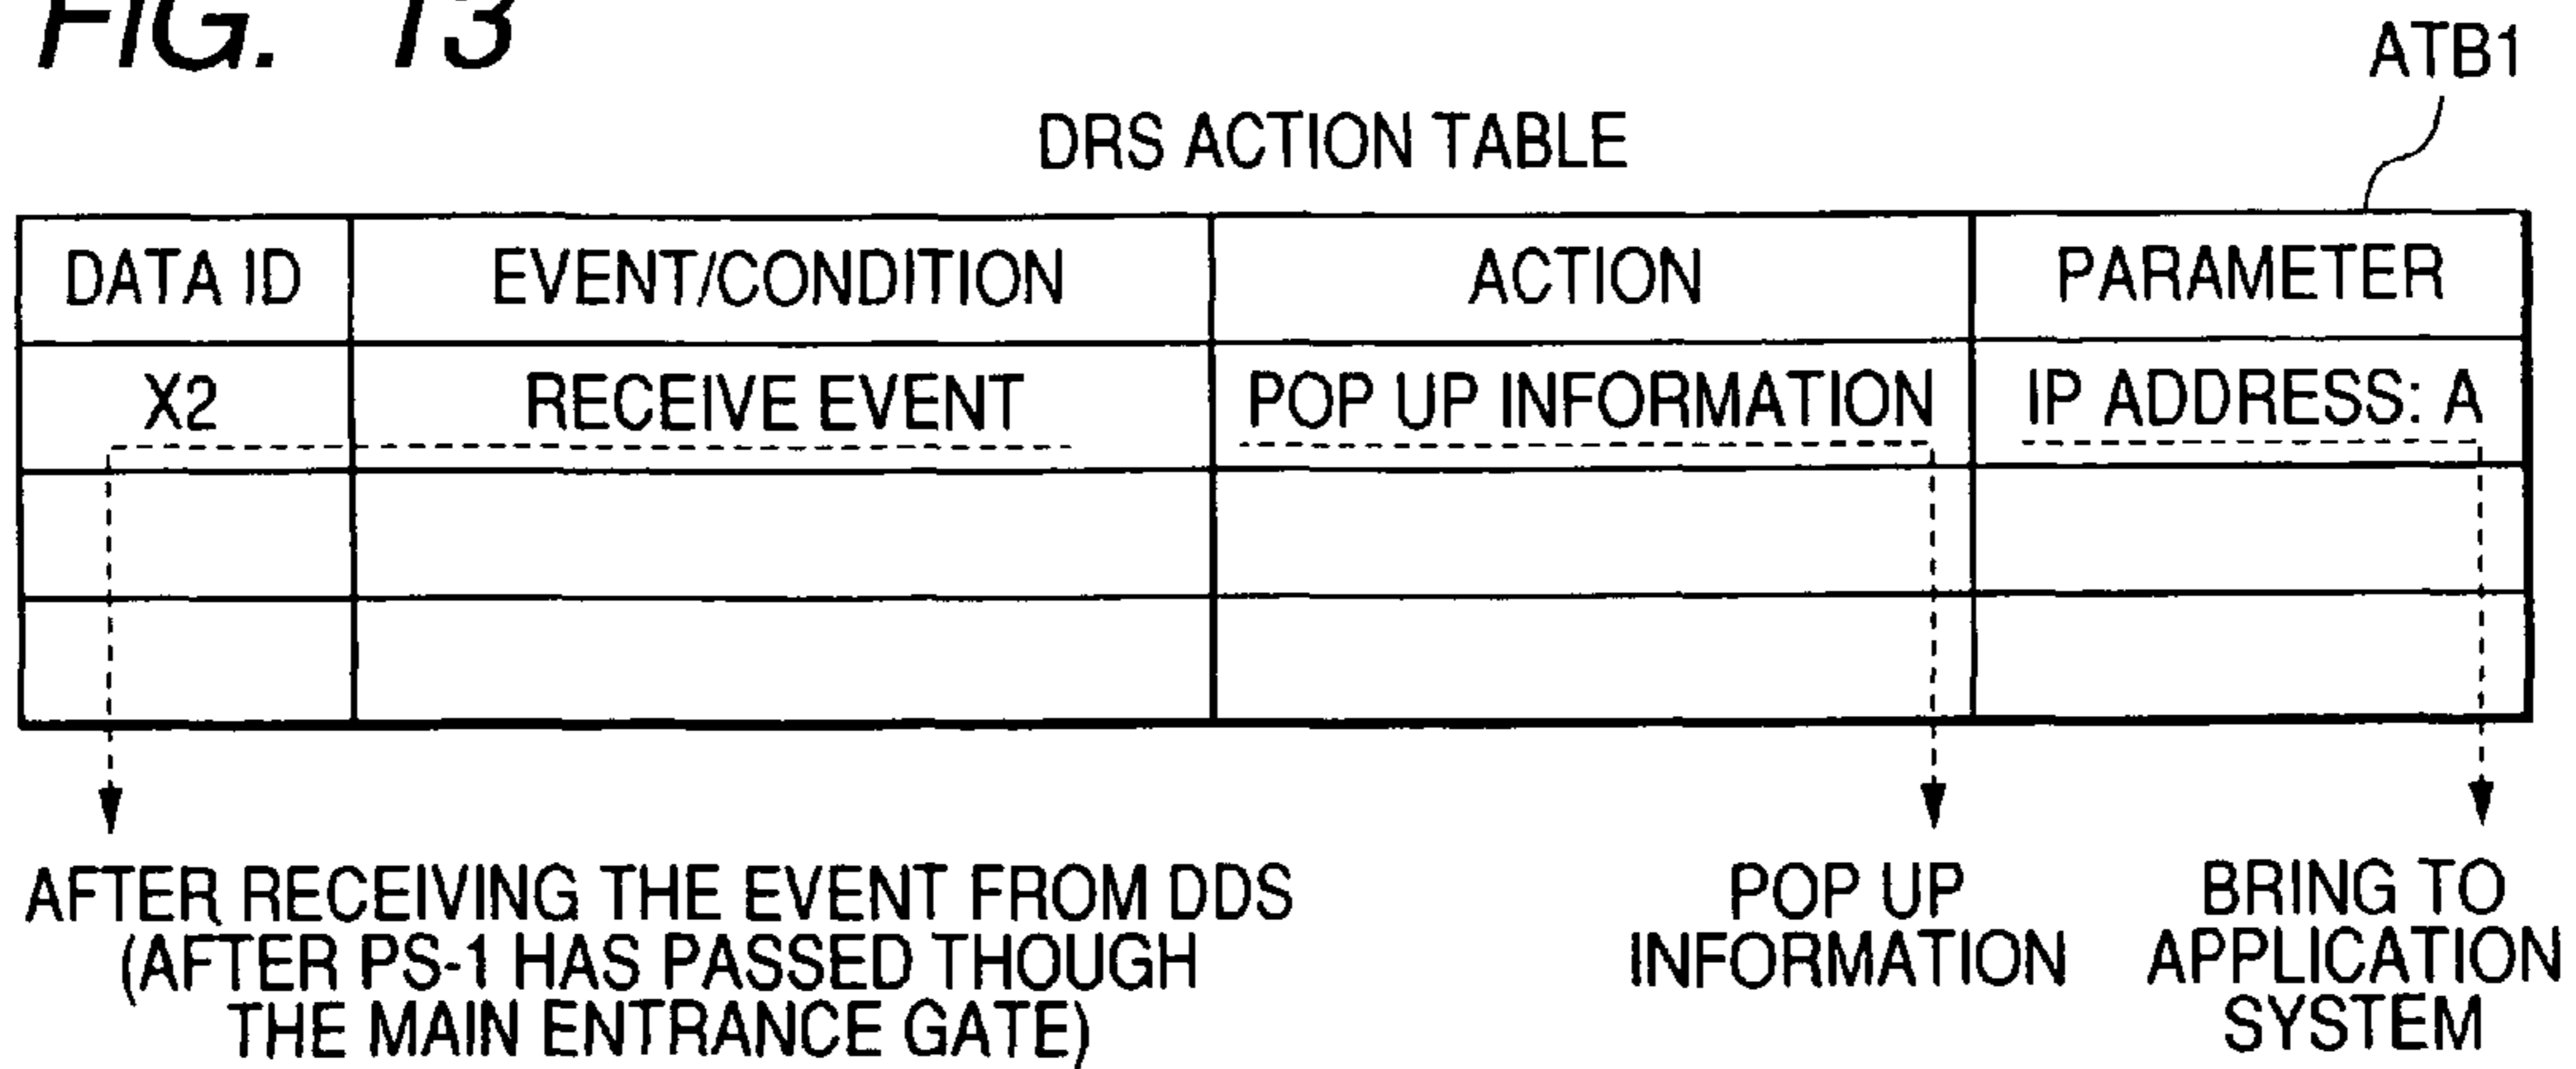 FIG. 13
ATB1
DRS ACTION TABLE
DATA ID EVENT/CONDITION ACTION PARAMETER
X2 RECEIVE EVENT POP UP INFORMATION IP ADDRESS: A
AFTER RECEIVING THE EVENT FROM DDS
(AFTER PS-1 HAS PASSED THOUGH
THE MAIN ENTRANCE GATE)
POP UP
INFORMATION
BRING TO
APPLICATION
SYSTEM